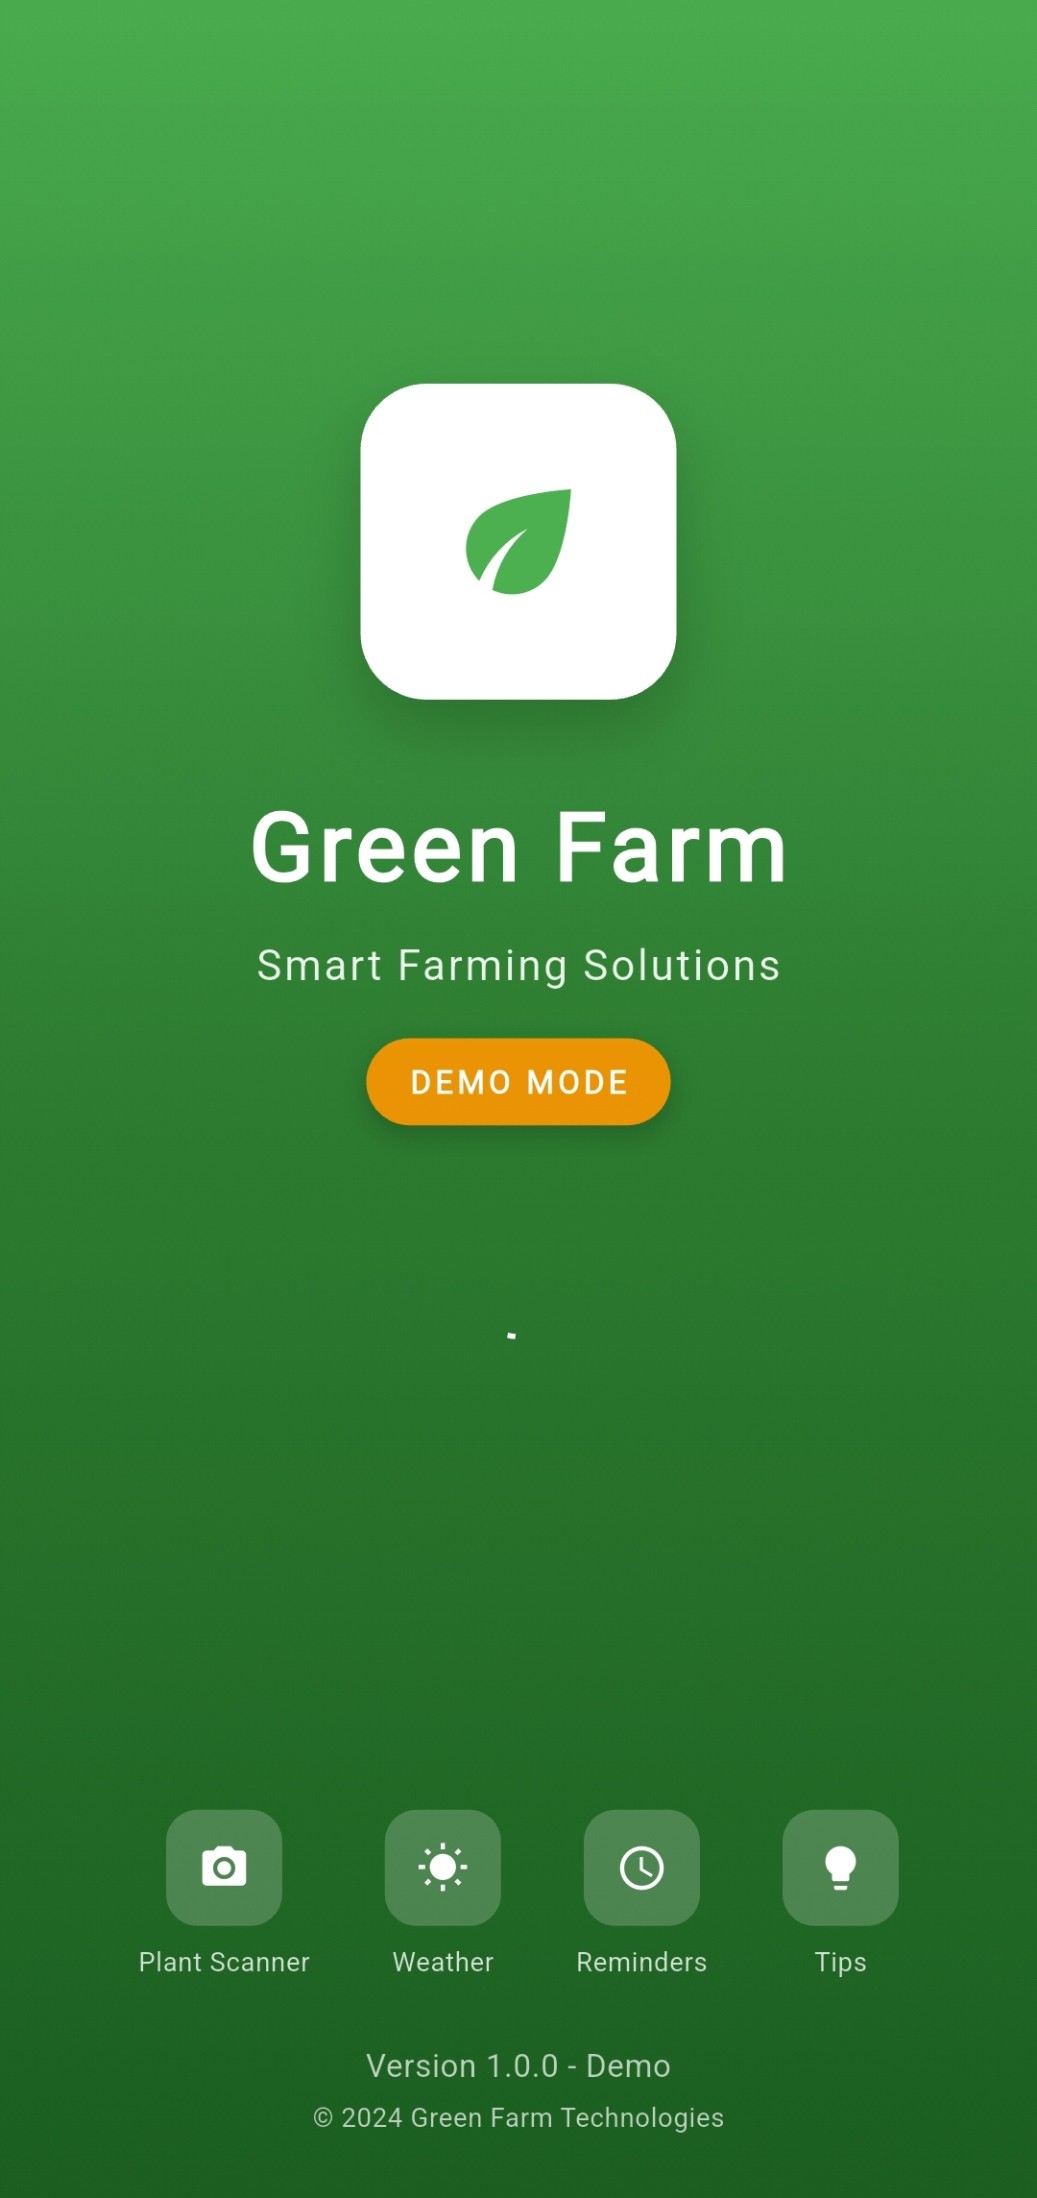 Green Farm
Smart Farming Solutions
DEMO MODE
Plant Scanner Weather Reminders Tips
Version 1.0.0 - Demo
© 2024 Green Farm Technologies